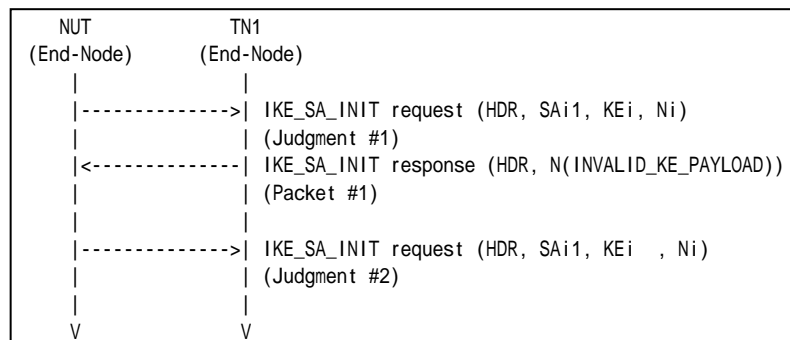 NUT TN1
(End-Node) (End-Node)
| |
|-------------->| IKE_SA_INIT request (HDR, SAi1, KEi, Ni)
| | (Judgment #1)
|<--------------| IKE_SA_INIT response (HDR, N(INVALID_KE_PAYLOAD))
| | (Packet #1)
| |
|-------------->| IKE_SA_INIT request (HDR, SAi1, KEi , Ni)
| | (Judgment #2)
| |
V V